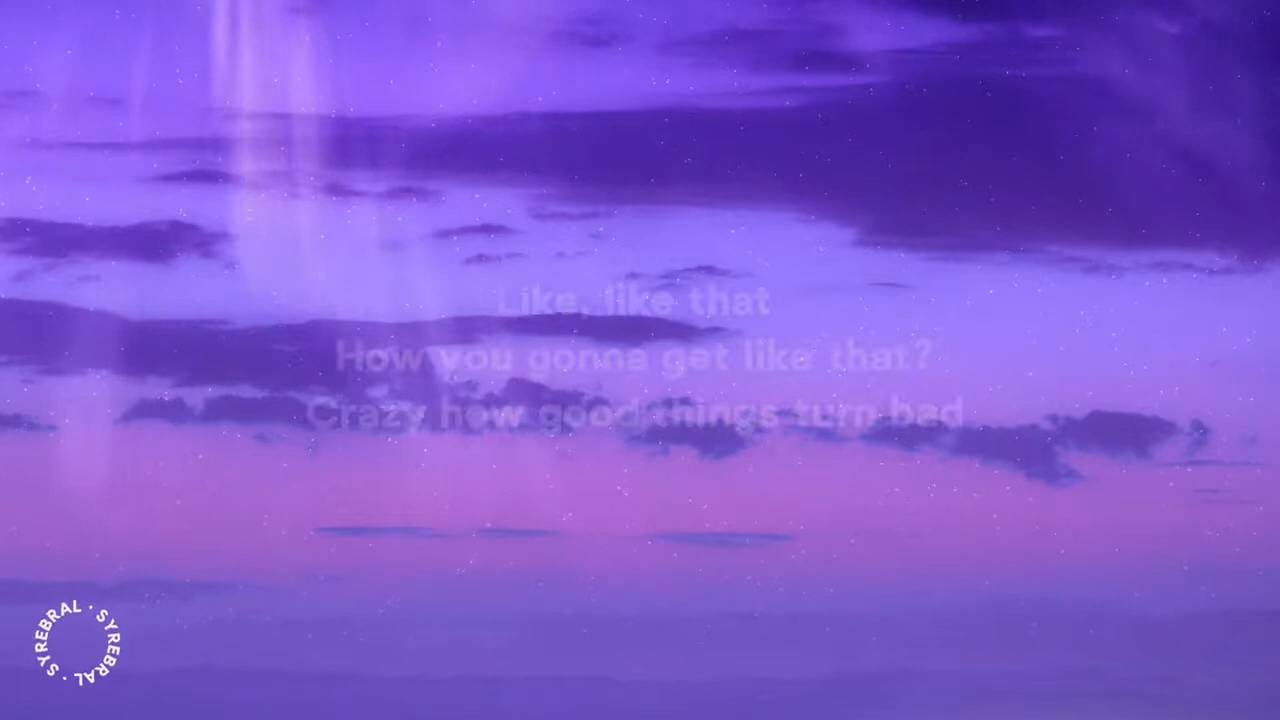 Like, like that
How you gonna get like that?
Crazy how good things turn bad
SYREBRAL · SYREBRAL ·